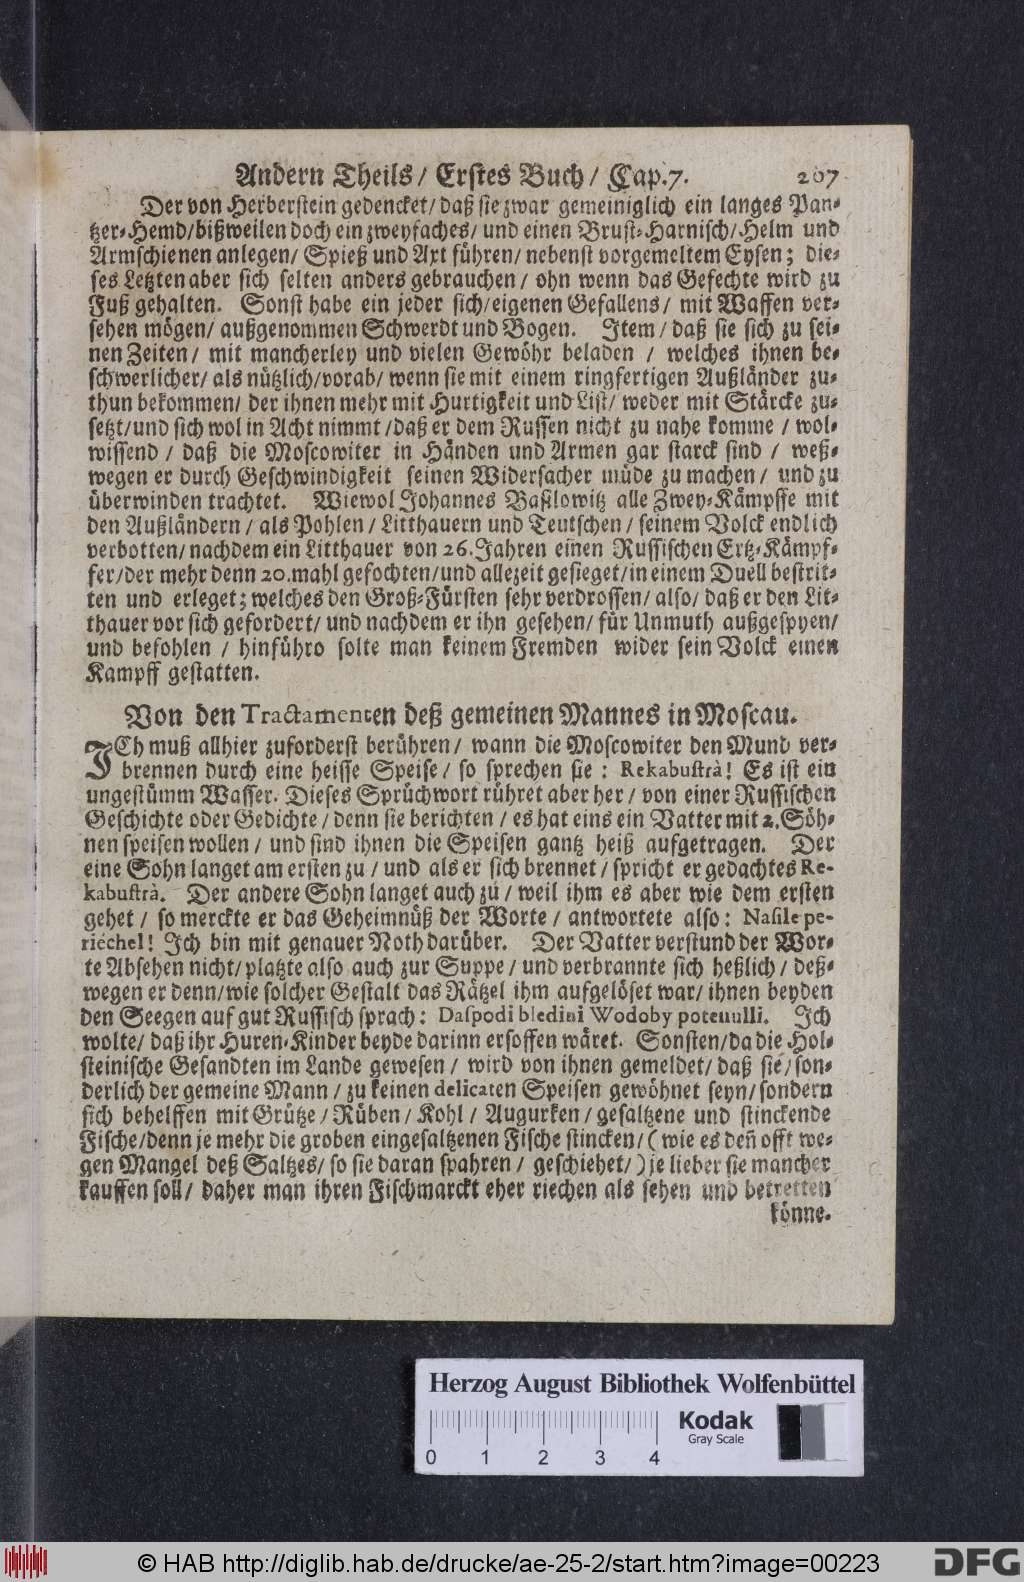 Andern Theils / Erstes Buch / Cap. 7. 207
Der von Herberstein gedencket / daß sie zwar gemeiniglich ein langes Pan-
tzer-Hemd / bißweilen doch ein zweyfaches / und einen Brust-Harnisch / Helm und
Armschienen anlegen / Spieß und Axt führen / nebenst vorgemeltem Eysen; die-
ses Letzten aber sich selten anders gebrauchen / ohn wenn das Gefechte wird zu
Fuß gehalten. Sonst habe ein jeder sich / eigenen Gefallens / mit Waffen ver-
sehen mögen / außgenommen Schwerdt und Bogen. Item / daß sie sich zu sei-
nen Zeiten / mit mancherley und vielen Gewöhr beladen / welches ihnen be-
schwerlicher / als nützlich / vorab / wenn sie mit einem ringfertigen Außländer zu-
thun bekommen / der ihnen mehr mit Hurtigkeit und List / weder mit Stärcke zu-
setzt / und sich wol in Acht nimmt / daß er dem Russen nicht zu nahe komme / wol-
wissend / daß die Moscowiter in Händen und Armen gar starck sind / weß-
wegen er durch Geschwindigkeit seinen Widersacher müde zu machen / und zu
überwinden trachtet. Wiewol Johannes Basilowitz alle Zwey-Kämpffe mit
den Außländern / als Pohlen / Litthauern und Teutschen / seinem Volck endlich
verbotten / nachdem ein Litthauer von 26. Jahren einen Russischen Ertz-Kämpf-
fer / der mehr denn 20. mahl gefochten / und allezeit gesieget / in einem Duell bestrit-
ten und erleget; welches den Groß-Fürsten sehr verdrossen / also / daß er den Lit-
thauer vor sich gefordert / und nachdem er ihn gesehen / für Unmuth außgespyen /
und befohlen / hinführo solte man keinem Fremden wider sein Volck einen
Kampff gestatten.
Von den Tractamenten deß gemeinen Mannes in Moscau.
ICh muß allhier zuforderst berühren / wann die Moscowiter den Mund ver-
brennen durch eine heisse Speise / so sprechen sie: Rekabustrà! Es ist ein
ungestümm Wasser. Dieses Sprüchwort rühret aber her / von einer Russischen
Geschichte oder Gedichte / denn sie berichten / es hat eins ein Vatter mit 2. Söh-
nen speisen wollen / und sind ihnen die Speisen gantz heiß aufgetragen. Der
eine Sohn langet am ersten zu / und als er sich brennet / spricht er gedachtes Re-
kabustrà. Der andere Sohn langet auch zu / weil ihm es aber wie dem ersten
gehet / so merckte er das Geheimnüß der Worte / antwortete also: Nasile pe-
riéchel! Ich bin mit genauer Noth darüber. Der Vatter verstund der Wor-
te Absehen nicht / platzte also auch zur Suppe / und verbrannte sich heßlich / deß-
wegen er denn / wie solcher Gestalt das Rätzel ihm aufgelöset war / ihnen beyden
den Seegen auf gut Russisch sprach: Daspodi bledini Wodoby potenulli. Ich
wolte / daß ihr Huren-Kinder beyde darinn ersoffen wäret. Sonsten / da die Hol-
steinische Gesandten im Lande gewesen / wird von ihnen gemeldet / daß sie / son-
derlich der gemeine Mann / zu keinen delicaten Speisen gewöhnet seyn / sondern
sich behelffen mit Grütze / Rüben / Kohl / Augurken / gesaltzene und stinckende
Fische / denn je mehr die groben eingesaltzenen Fische stincken / ( wie es deñ offt we-
gen Mangel deß Saltzes / so sie daran spahren / geschiehet / ) je lieber sie mancher
kauffen soll / daher man ihren Fischmarckt eher riechen als sehen und betretten
könne.
Herzog August Bibliothek Wolfenbüttel
Kodak
Gray Scale
0 1 2 3 4
© HAB http://diglib.hab.de/drucke/ae-25-2/start.htm?image=00223
DFG